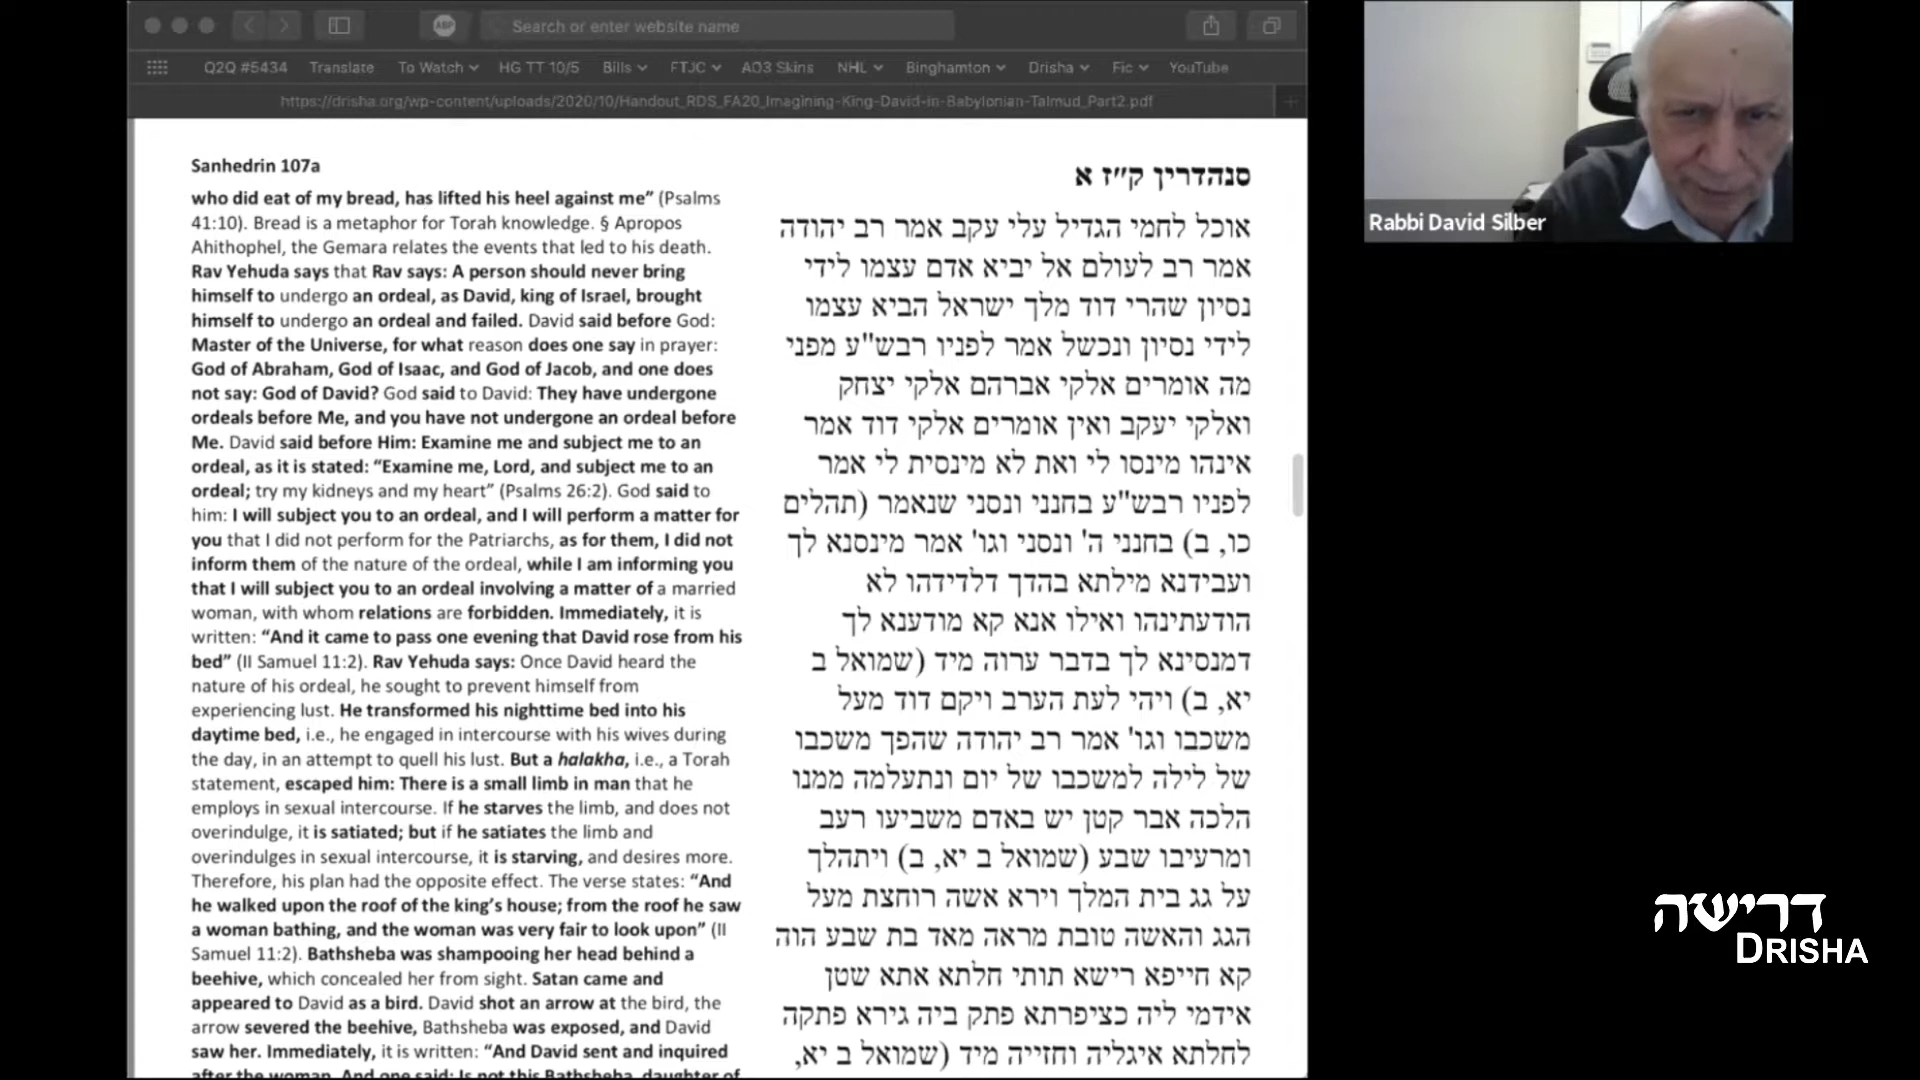 Search or enter website name
Q2Q #5434 Translate To Watch HG TT 10/5 Bills FTJC AO3 Skins NHL Binghamton Drisha Fic YouTube
https://drisha.org/wp-content/uploads/2020/10/Handout_RDS_FA20_Imagining-King-David-in-Babylonian-Talmud_Part2.pdf
Sanhedrin 107a
who did eat of my bread, has lifted his heel against me” (Psalms
41:10). Bread is a metaphor for Torah knowledge. § Apropos
Ahithophel, the Gemara relates the events that led to his death.
Rav Yehuda says that Rav says: A person should never bring
himself to undergo an ordeal, as David, king of Israel, brought
himself to undergo an ordeal and failed. David said before God:
Master of the Universe, for what reason does one say in prayer:
God of Abraham, God of Isaac, and God of Jacob, and one does
not say: God of David? God said to David: They have undergone
ordeals before Me, and you have not undergone an ordeal before
Me. David said before Him: Examine me and subject me to an
ordeal, as it is stated: “Examine me, Lord, and subject me to an
ordeal; try my kidneys and my heart” (Psalms 26:2). God said to
him: I will subject you to an ordeal, and I will perform a matter for
you that I did not perform for the Patriarchs, as for them, I did not
inform them of the nature of the ordeal, while I am informing you
that I will subject you to an ordeal involving a matter of a married
woman, with whom relations are forbidden. Immediately, it is
written: “And it came to pass one evening that David rose from his
bed” (II Samuel 11:2). Rav Yehuda says: Once David heard the
nature of his ordeal, he sought to prevent himself from
experiencing lust. He transformed his nighttime bed into his
daytime bed, i.e., he engaged in intercourse with his wives during
the day, in an attempt to quell his lust. But a halakha, i.e., a Torah
statement, escaped him: There is a small limb in man that he
employs in sexual intercourse. If he starves the limb, and does not
overindulge, it is satiated; but if he satiates the limb and
overindulges in sexual intercourse, it is starving, and desires more.
Therefore, his plan had the opposite effect. The verse states: “And
he walked upon the roof of the king’s house; from the roof he saw
a woman bathing, and the woman was very fair to look upon” (II
Samuel 11:2). Bathsheba was shampooing her head behind a
beehive, which concealed her from sight. Satan came and
appeared to David as a bird. David shot an arrow at the bird, the
arrow severed the beehive, Bathsheba was exposed, and David
saw her. Immediately, it is written: “And David sent and inquired
after the woman. And one said: Is not this Bathsheba, daughter of
סנהדרין ק״ז א
אוכל לחמי הגדיל עלי עקב אמר רב יהודה
אמר רב לעולם אל יביא אדם עצמו לידי
נסיון שהרי דוד מלך ישראל הביא עצמו
לידי נסיון ונכשל אמר לפניו רבש"ע מפני
מה אומרים אלקי אברהם אלקי יצחק
ואלקי יעקב ואין אומרים אלקי דוד אמר
אינהו מינסו לי ואת לא מינסית לי אמר
לפניו רבש"ע בחנני ונסני שנאמר (תהלים
כו, ב) בחנני ה' ונסני וגו' אמר מינסנא לך
ועבידנא מילתא בהדך דלדידהו לא
הודעתינהו ואילו אנא קא מודענא לך
דמנסינא לך בדבר ערוה מיד (שמואל ב
יא, ב) ויהי לעת הערב ויקם דוד מעל
משכבו וגו' אמר רב יהודה שהפך משכבו
של לילה למשכבו של יום ונתעלמה ממנו
הלכה אבר קטן יש באדם משביעו רעב
ומרעיבו שבע (שמואל ב יא, ב) ויתהלך
על גג בית המלך וירא אשה רוחצת מעל
הגג והאשה טובת מראה מאד בת שבע הוה
קא חייפא רישא תותי חלתא אתא שטן
אידמי ליה כציפרתא פתק ביה גירא פתקה
לחלתא איגליה וחזייה מיד (שמואל ב יא,
Rabbi David Silber
דרישה
DRISHA